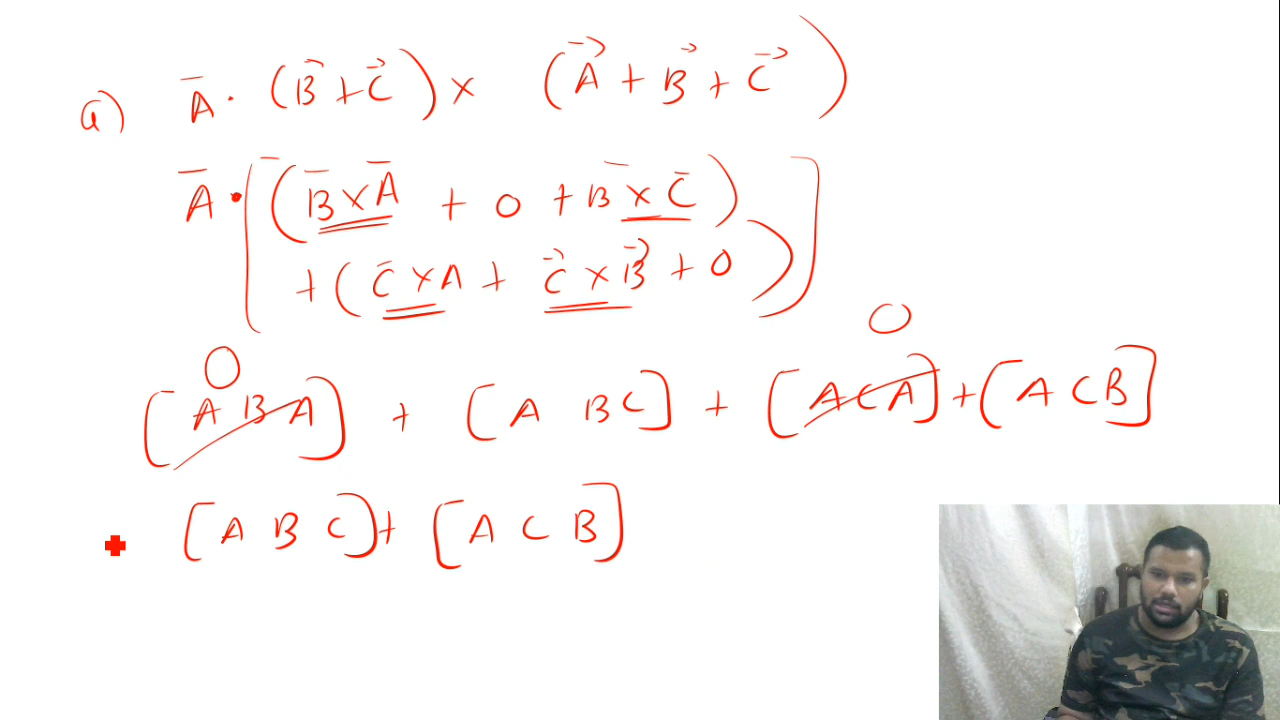 a) A̅ · (B⃗ + C⃗) × (A⃗ + B⃗ + C⃗)
A̅ · [(B̅ × A̅ + 0 + B̅ × C̅)
+ (C̅ × A + C⃗ × B⃗ + 0)]
0 0
[A B A] + [A B C] + [A C A] + [A C B]
[A B C] + [A C B]